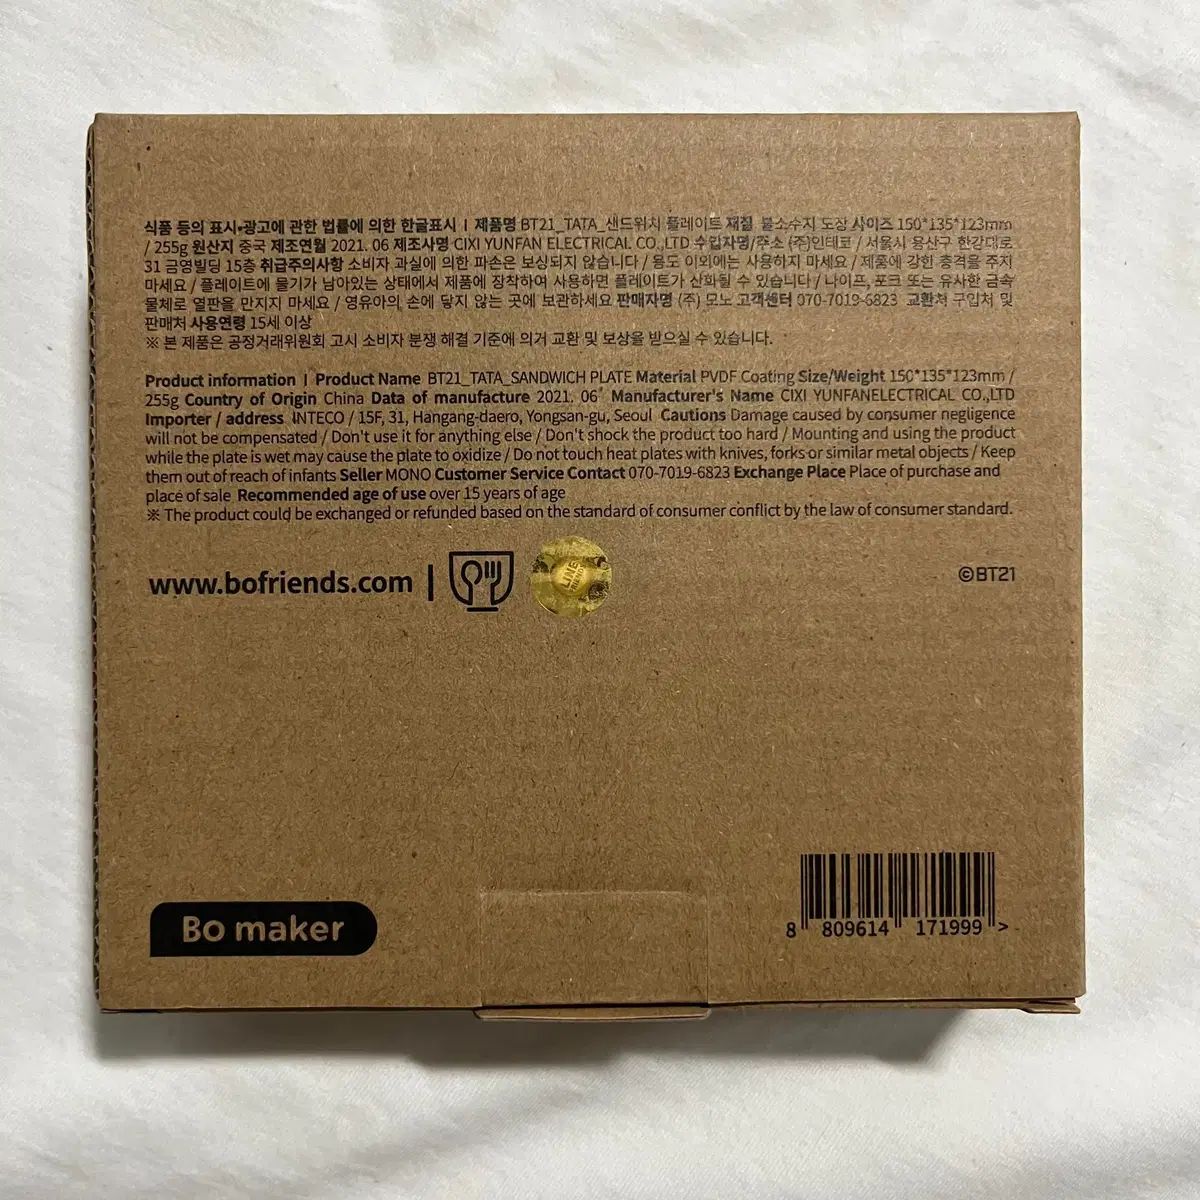 식품 등의 표시•광고에 관한 법률에 의한 한글표시 I 제품명 BT21_TATA_샌드위치 플레이트 재질 불소수지 도장 사이즈 150*135*123mm
/ 255g 원산지 중국 제조연월 2021. 06 제조사명 CIXI YUNFAN ELECTRICAL CO.,LTD 수입자명/주소 (주)인테코 / 서울시 용산구 한강대로
31 금영빌딩 15층 취급주의사항 소비자 과실에 의한 파손은 보상되지 않습니다 / 용도 이외에는 사용하지 마세요 / 제품에 강한 충격을 주지
마세요 / 플레이트에 물기가 남아있는 상태에서 제품에 장착하여 사용하면 플레이트가 산화될 수 있습니다 / 나이프, 포크 또는 유사한 금속
물체로 열판을 만지지 마세요 / 영유아의 손에 닿지 않는 곳에 보관하세요 판매자명 (주) 모노 고객센터 070-7019-6823 교환처 구입처 및
판매처 사용연령 15세 이상
※ 본 제품은 공정거래위원회 고시 소비자 분쟁 해결 기준에 의거 교환 및 보상을 받으실 수 있습니다.
Product information I Product Name BT21_TATA_SANDWICH PLATE Material PVDF Coating Size/Weight 150*135*123mm /
255g Country of Origin China Data of manufacture 2021. 06 Manufacturer's Name CIXI YUNFANELECTRICAL CO.,LTD
Importer / address INTECO / 15F, 31, Hangang-daero, Yongsan-gu, Seoul Cautions Damage caused by consumer negligence
will not be compensated / Don't use it for anything else / Don't shock the product too hard / Mounting and using the product
while the plate is wet may cause the plate to oxidize / Do not touch heat plates with knives, forks or similar metal objects / Keep
them out of reach of infants Seller MONO Customer Service Contact 070-7019-6823 Exchange Place Place of purchase and
place of sale Recommended age of use over 15 years of age
※ The product could be exchanged or refunded based on the standard of consumer conflict by the law of consumer standard.
www.bofriends.com |
LINE FRIENDS
©BT21
Bo maker
8 809614 171999 >